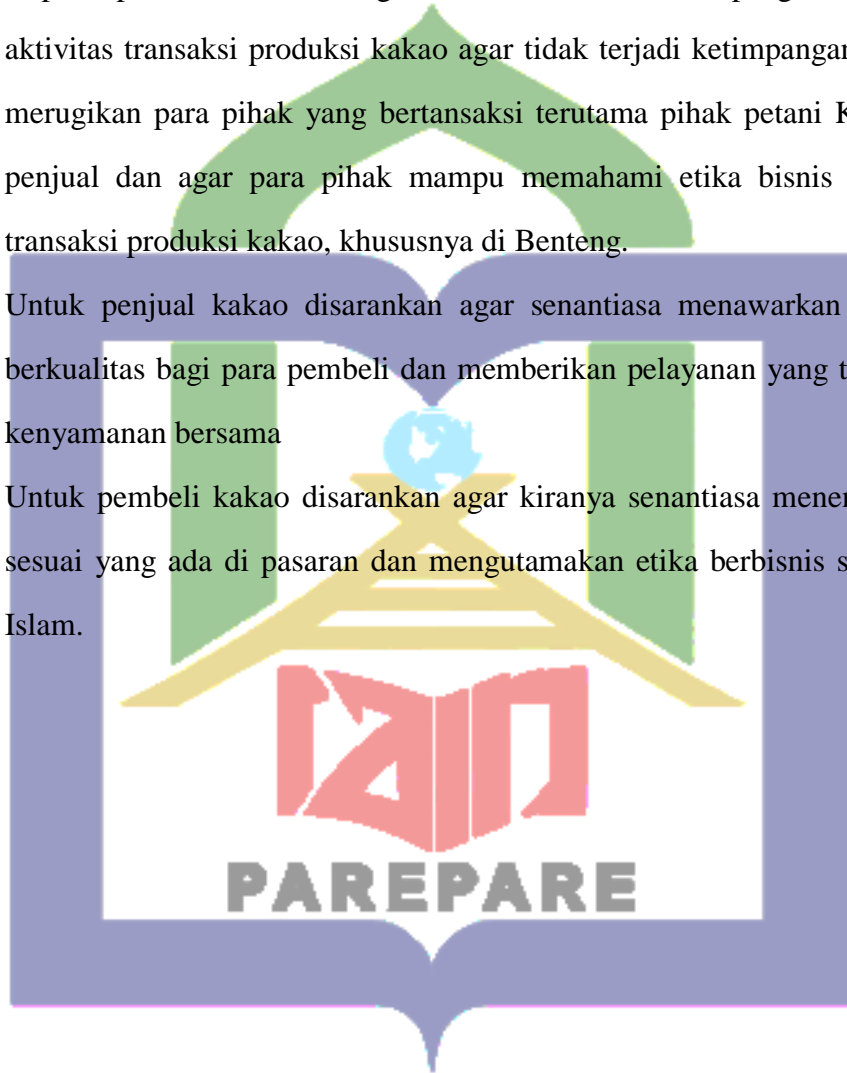 aktivitas transaksi produksi kakao agar tidak terjadi ketimpangan
merugikan para pihak yang bertansaksi terutama pihak petani
penjual dan agar para pihak mampu memahami etika bisnis
transaksi produksi kakao, khususnya di Benteng.
Untuk penjual kakao disarankan agar senantiasa menawarkan
berkualitas bagi para pembeli dan memberikan pelayanan yang
kenyamanan bersama
Untuk pembeli kakao disarankan agar kiranya senantiasa
sesuai yang ada di pasaran dan mengutamakan etika berbisnis
Islam.
IAIN
PAREPARE